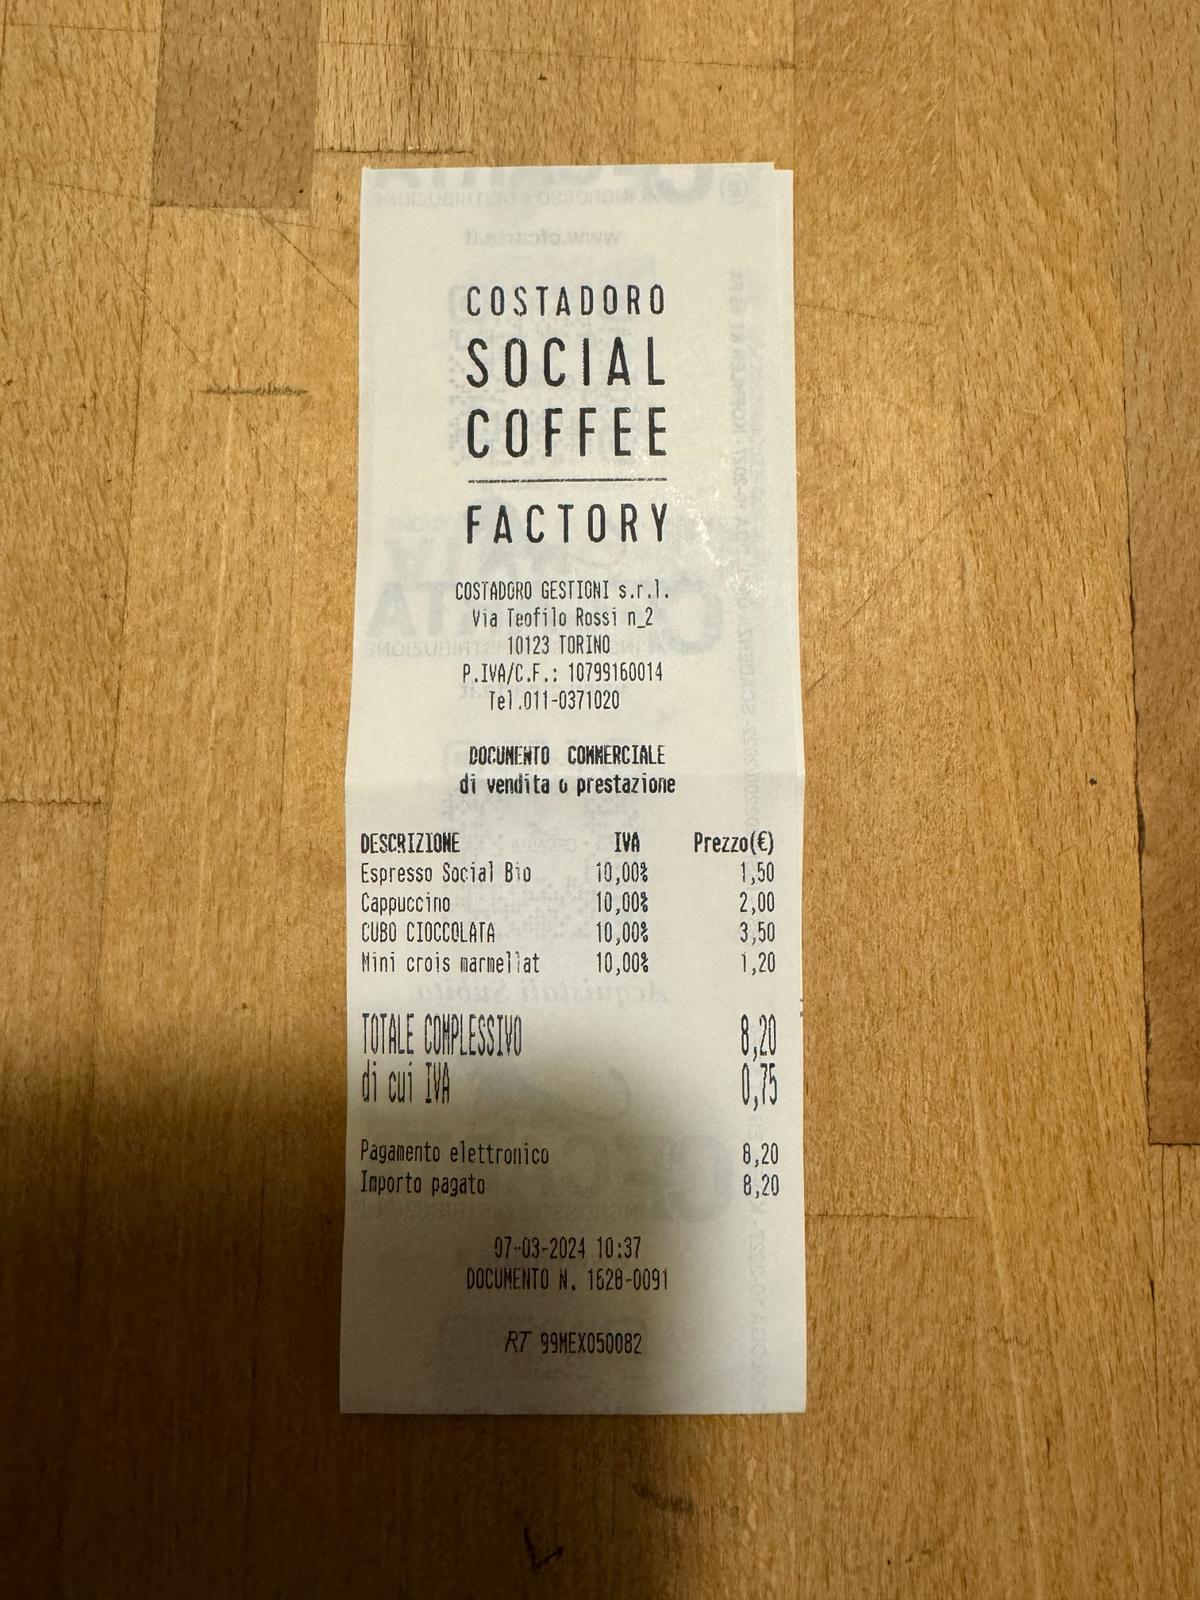 COSTADORO
SOCIAL
COFFEE
FACTORY
COSTADORO GESTIONI s.r.l.
Via Teofilo Rossi n_2
10123 TORINO
P.IVA/C.F.: 10799160014
Tel.011-0371020
DOCUMENTO COMMERCIALE
di vendita o prestazione
DESCRIZIONE IVA Prezzo(€)
Espresso Social Bio 10,00% 1,50
Cappuccino 10,00% 2,00
CUBO CIOCCOLATA 10,00% 3,50
Mini crois marmellat 10,00% 1,20
TOTALE COMPLESSIVO 8,20
di cui IVA 0,75
Pagamento elettronico 8,20
Importo pagato 8,20
07-03-2024 10:37
DOCUMENTO N. 1628-0091
RT 99MEX050082